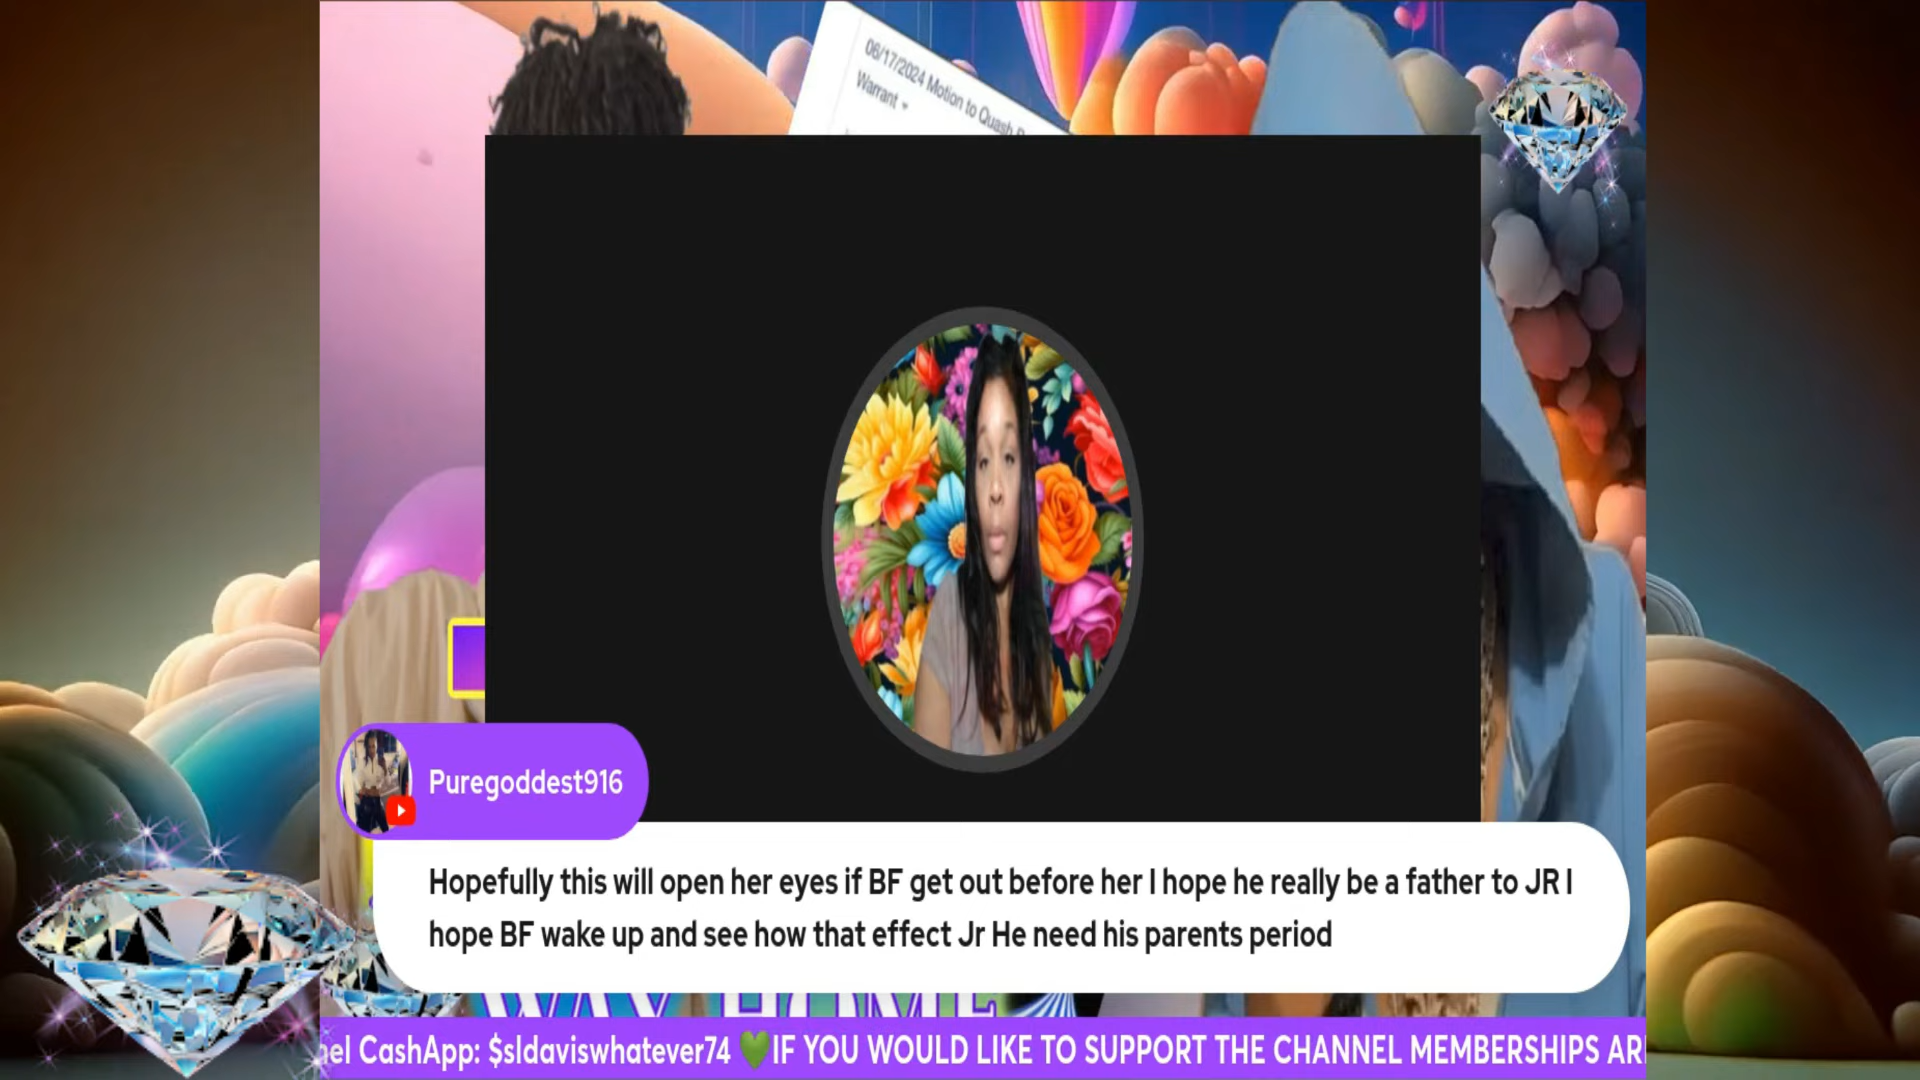 06/17/2024 Motion to Quash
Warrant
Puregoddest916
Hopefully this will open her eyes if BF get out before her I hope he really be a father to JR I
hope BF wake up and see how that effect Jr He need his parents period
WAY HOME
el CashApp: $sldaviswhatever74 💚IF YOU WOULD LIKE TO SUPPORT THE CHANNEL MEMBERSHIPS AR